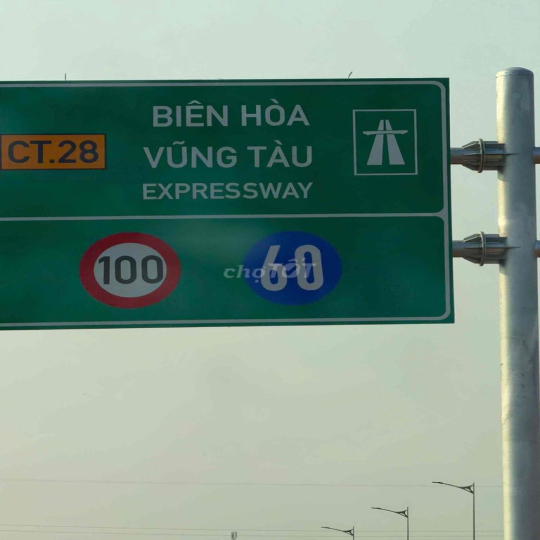 BIÊN HÒA
CT.28
VŨNG TÀU
EXPRESSWAY
100
60
chợTỐT